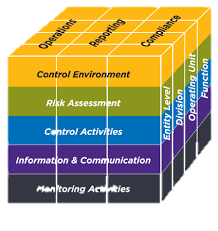 Operations
Reporting
Compliance
Control Environment
Risk Assessment
Control Activities
Information & Communication
Monitoring Activities
Entity Level
Division
Operating Unit
Function